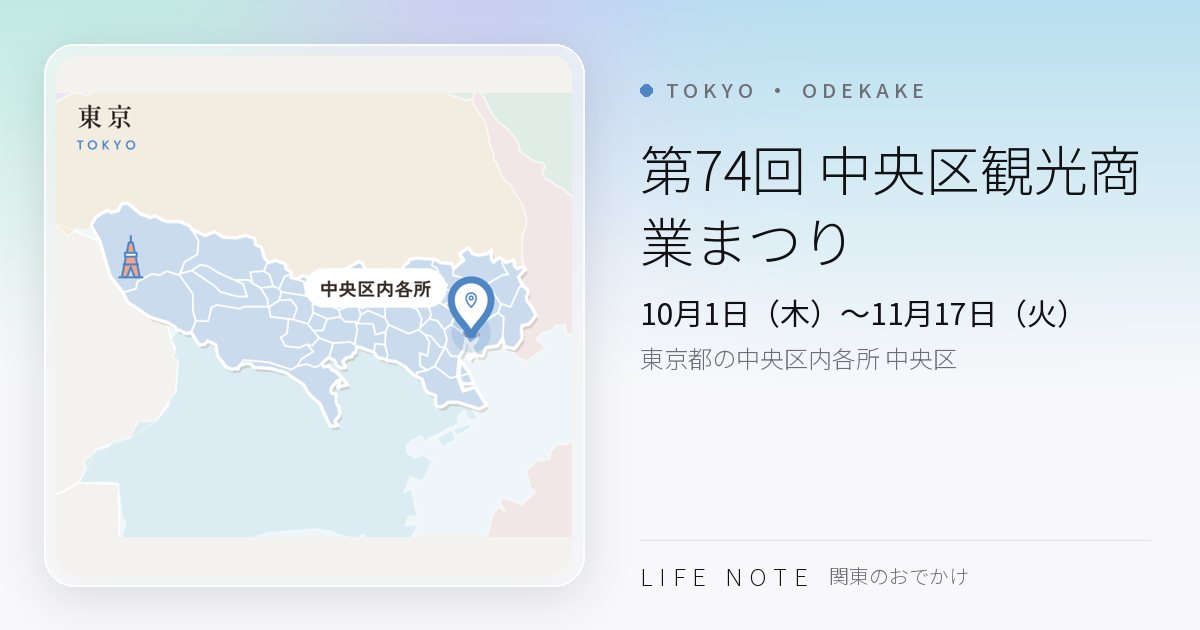 東京
TOKYO
中央区内各所
TOKYO • ODEKAKE
第74回 中央区観光商
業まつり
10月1日（木）〜11月17日（火）
東京都の中央区内各所 中央区
LIFE NOTE 関東のおでかけ